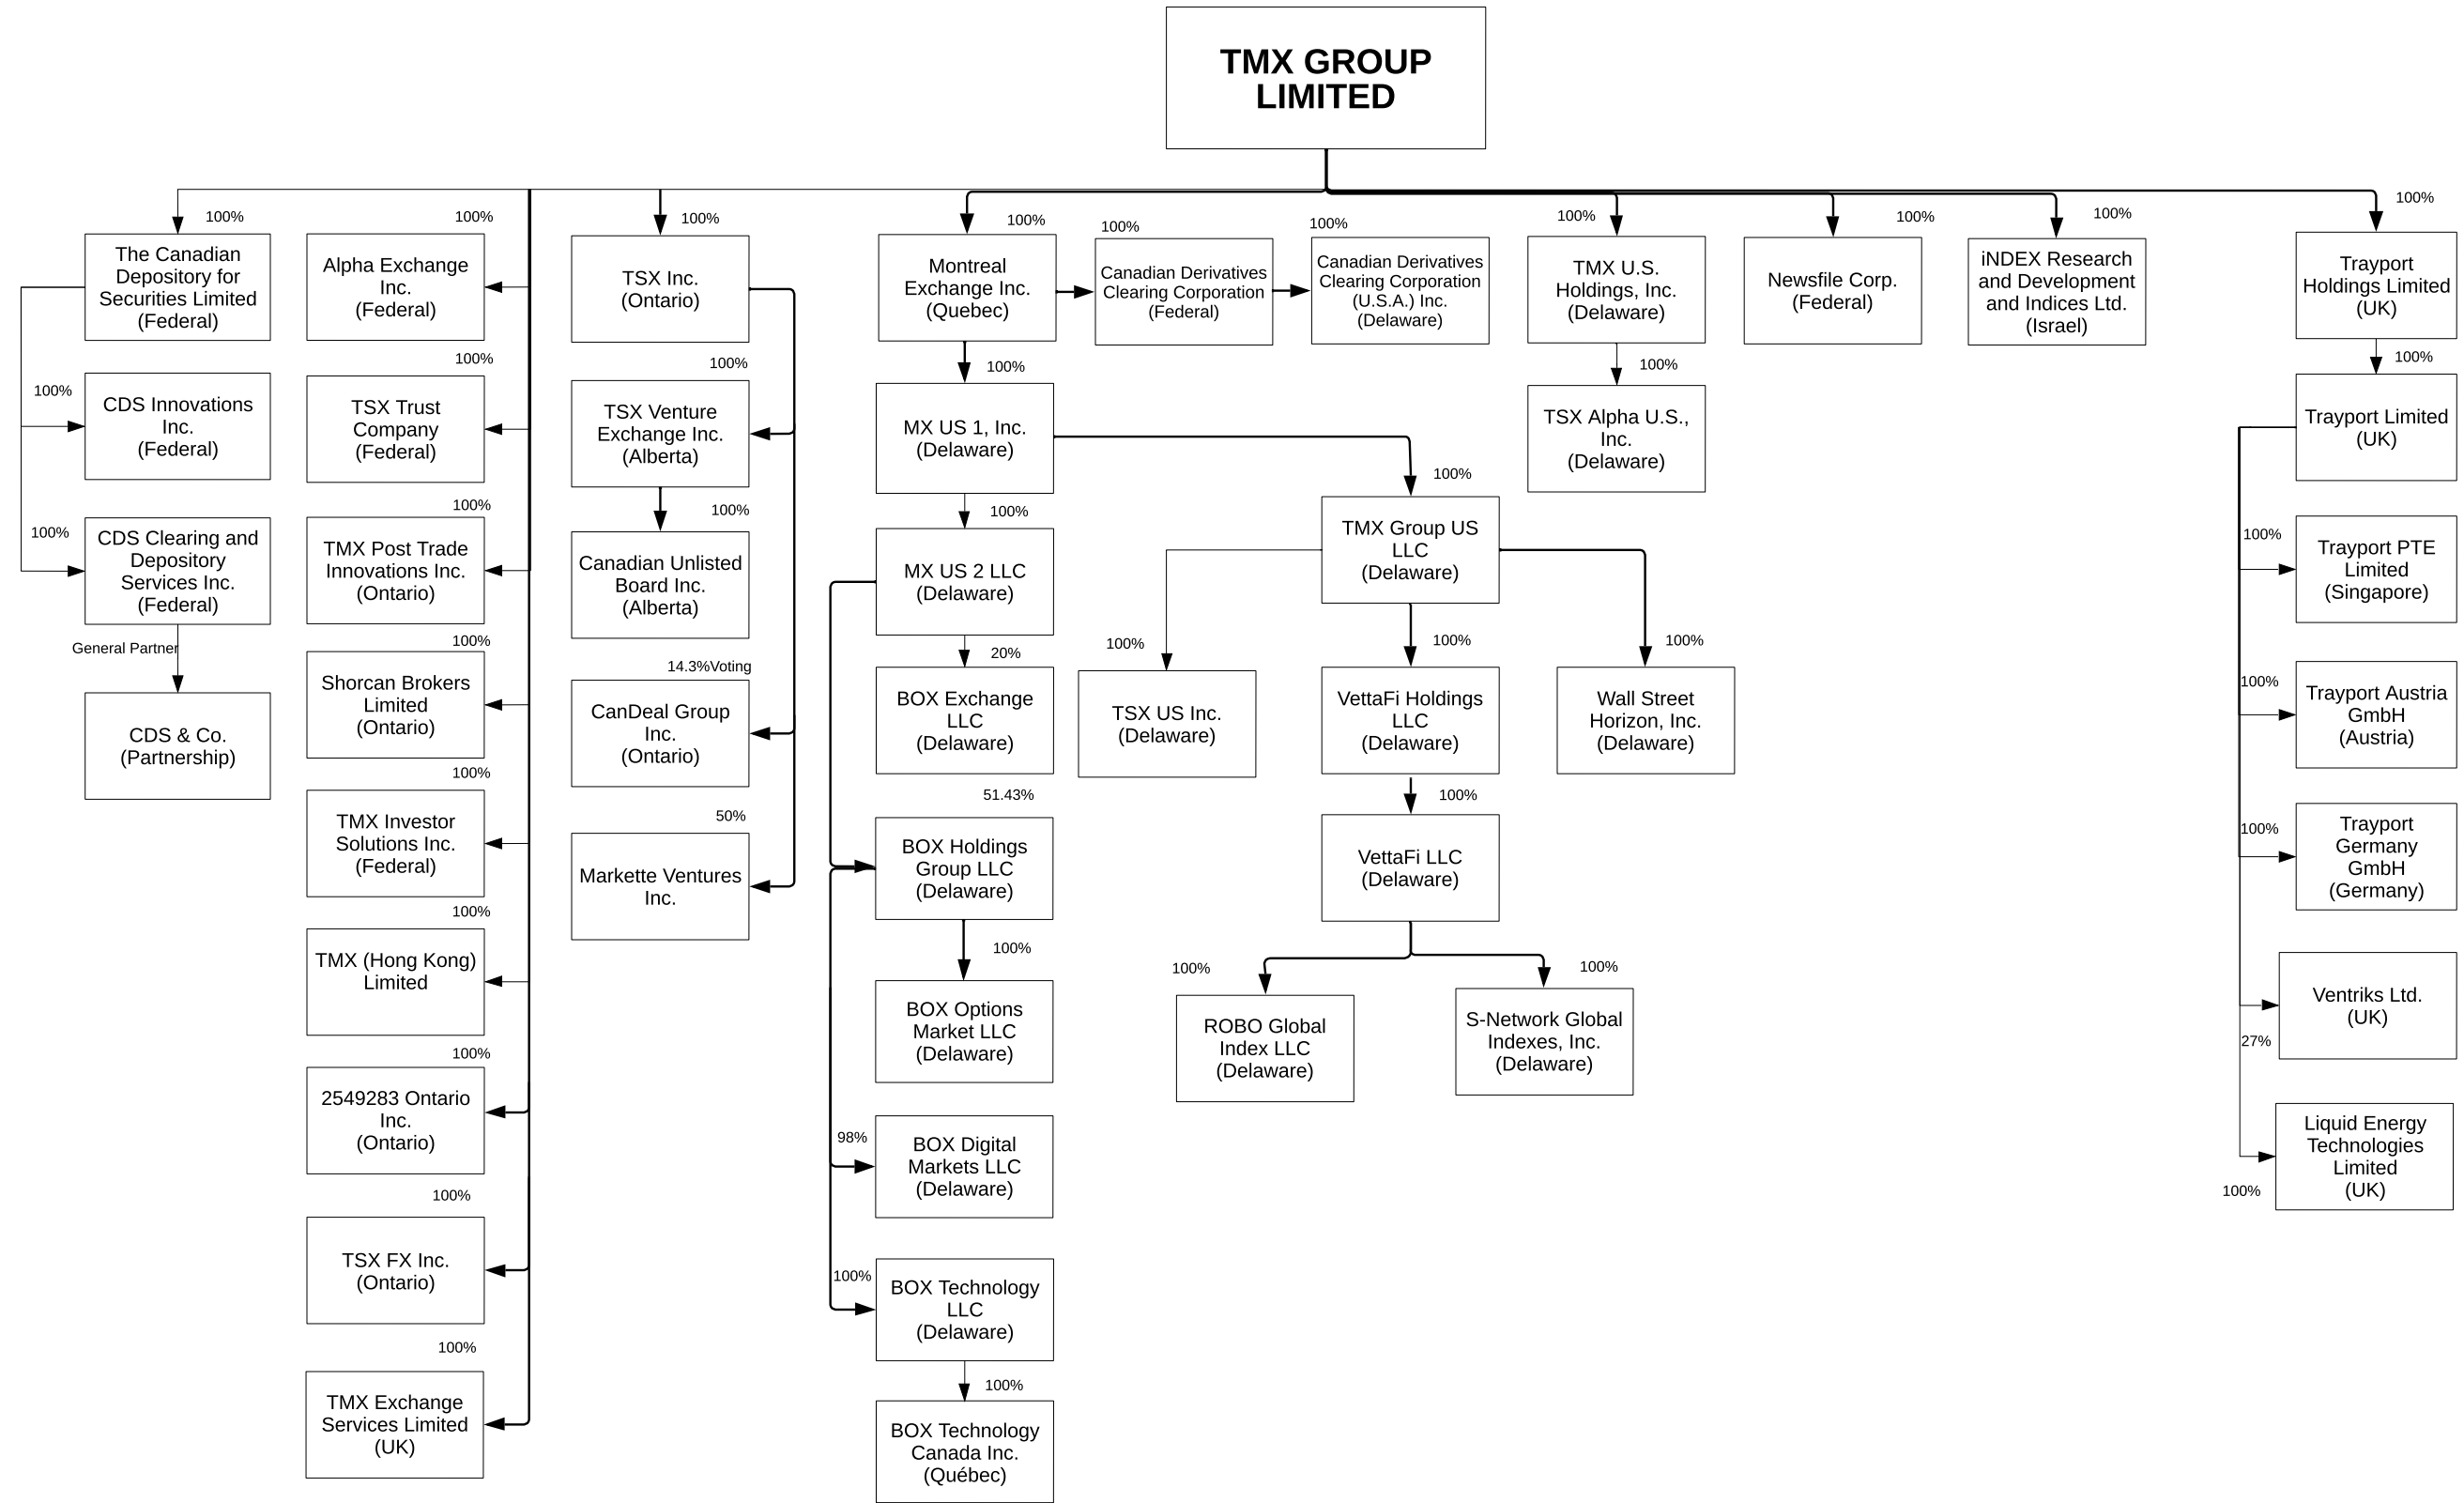 TMX GROUP
LIMITED
100%
The Canadian
Depository for
Securities Limited
(Federal)
100%
CDS Innovations
Inc.
(Federal)
100%
CDS Clearing and
Depository
Services Inc.
(Federal)
General Partner
CDS & Co.
(Partnership)
100%
Alpha Exchange
Inc.
(Federal)
100%
TSX Trust
Company
(Federal)
100%
TMX Post Trade
Innovations Inc.
(Ontario)
100%
Shorcan Brokers
Limited
(Ontario)
100%
TMX Investor
Solutions Inc.
(Federal)
100%
TMX (Hong Kong)
Limited
100%
2549283 Ontario
Inc.
(Ontario)
100%
TSX FX Inc.
(Ontario)
100%
TMX Exchange
Services Limited
(UK)
100%
TSX Inc.
(Ontario)
100%
TSX Venture
Exchange Inc.
(Alberta)
100%
Canadian Unlisted
Board Inc.
(Alberta)
14.3%Voting
CanDeal Group
Inc.
(Ontario)
50%
Markette Ventures
Inc.
100%
Montreal
Exchange Inc.
(Quebec)
100%
Canadian Derivatives
Clearing Corporation
(Federal)
100%
Canadian Derivatives
Clearing Corporation
(U.S.A.) Inc.
(Delaware)
100%
MX US 1, Inc.
(Delaware)
100%
MX US 2 LLC
(Delaware)
20%
BOX Exchange
LLC
(Delaware)
51.43%
BOX Holdings
Group LLC
(Delaware)
100%
BOX Options
Market LLC
(Delaware)
98%
BOX Digital
Markets LLC
(Delaware)
100%
BOX Technology
LLC
(Delaware)
100%
BOX Technology
Canada Inc.
(Québec)
100%
TMX Group US
LLC
(Delaware)
100%
TSX US Inc.
(Delaware)
100%
VettaFi Holdings
LLC
(Delaware)
100%
Wall Street
Horizon, Inc.
(Delaware)
100%
VettaFi LLC
(Delaware)
100%
ROBO Global
Index LLC
(Delaware)
100%
S-Network Global
Indexes, Inc.
(Delaware)
100%
TMX U.S.
Holdings, Inc.
(Delaware)
100%
TSX Alpha U.S.,
Inc.
(Delaware)
100%
Newsfile Corp.
(Federal)
100%
iNDEX Research
and Development
and Indices Ltd.
(Israel)
100%
Trayport
Holdings Limited
(UK)
100%
Trayport Limited
(UK)
100%
Trayport PTE
Limited
(Singapore)
100%
Trayport Austria
GmbH
(Austria)
100%
Trayport
Germany
GmbH
(Germany)
Ventriks Ltd.
(UK)
27%
Liquid Energy
Technologies
Limited
(UK)
100%